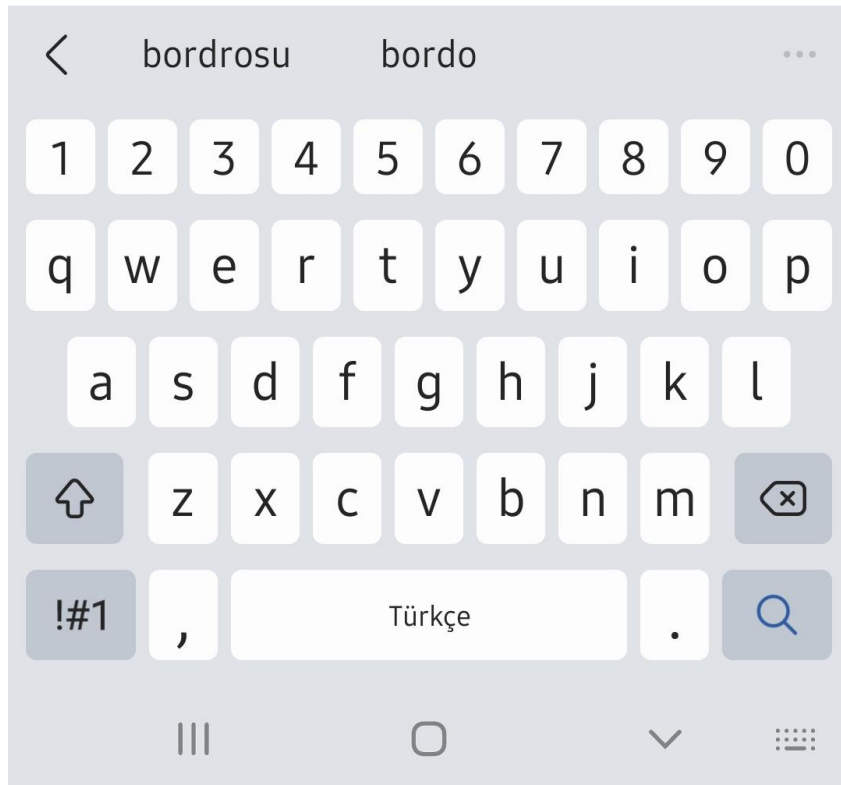 bordrosu bordo
1 2 3 4 5 6 7 8 9 0
q w e r t y u i o p
a s d f g h j k l
z x c v b n m
!#1 , Türkçe .